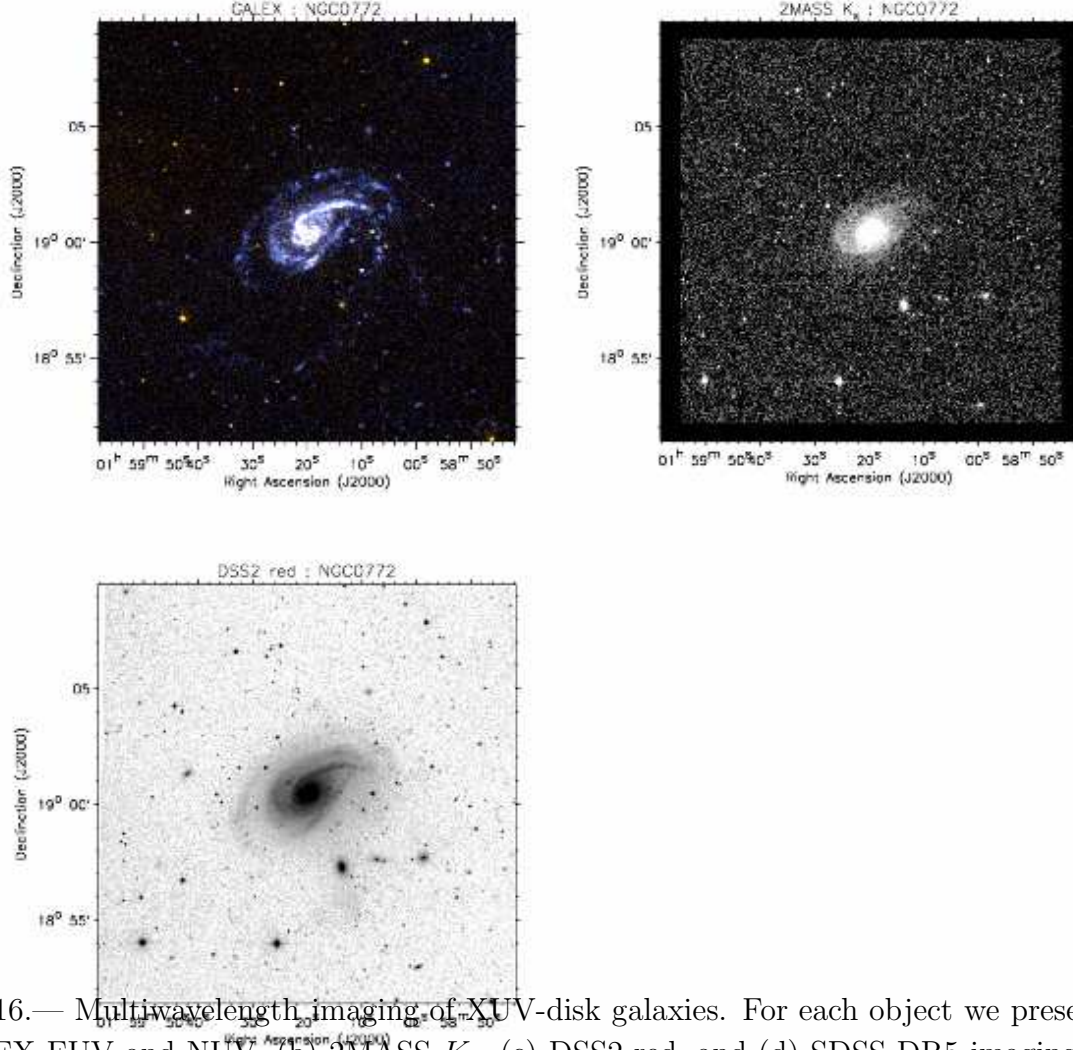 GALEX : NGC0772
2MASS Ks : NGC0772
05
19° 00'
18° 55'
Declination (J2000)
05
19° 00'
18° 55'
Declination (J2000)
01h 59m 50s 40s 30s 20s 10s 00s 58m 50s
Right Ascension (J2000)
01h 59m 50s 40s 30s 20s 10s 00s 58m 50s
Right Ascension (J2000)
DSS2 red : NGC0772
05
19° 00'
18° 55'
Declination (J2000)
16.— Multiwavelength imaging of XUV-disk galaxies. For each object we prese
Right Ascension (J2000)
EX FUV and NUV, (b) 2MASS K (c) DSS2 red, and (d) SDSS DR5 imaging